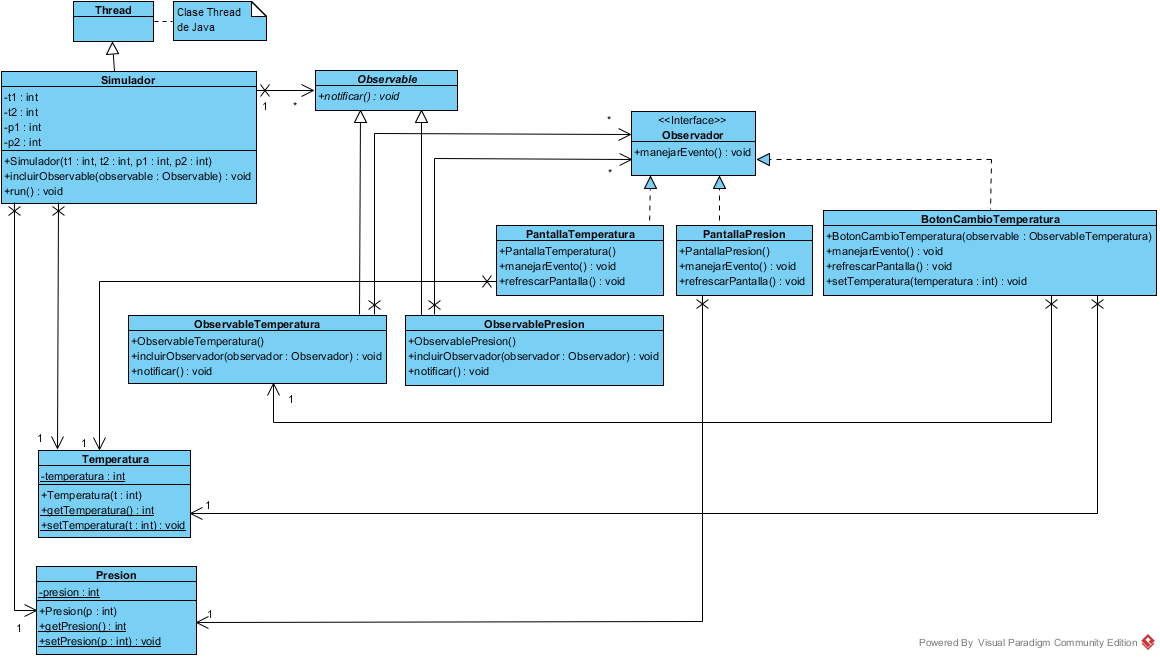 Thread
Clase Thread
de Java
Simulador
-t1 : int
-t2 : int
-p1 : int
-p2 : int
+Simulador(t1 : int, t2 : int, p1 : int, p2 : int)
+incluirObservable(observable : Observable) : void
+run() : void
1
*
Observable
+notificar() : void
*
*
<<Interface>>
Observador
+manejarEvento() : void
PantallaTemperatura
+PantallaTemperatura()
+manejarEvento() : void
+refrescarPantalla() : void
PantallaPresion
+PantallaPresion()
+manejarEvento() : void
+refrescarPantalla() : void
BotonCambioTemperatura
+BotonCambioTemperatura(observable : ObservableTemperatura)
+manejarEvento() : void
+refrescarPantalla() : void
+setTemperatura(temperatura : int) : void
ObservableTemperatura
+ObservableTemperatura()
+incluirObservador(observador : Observador) : void
+notificar() : void
ObservablePresion
+ObservablePresion()
+incluirObservador(observador : Observador) : void
+notificar() : void
1
1
1
Temperatura
-temperatura : int
+Temperatura(t : int)
+getTemperatura() : int
+setTemperatura(t : int) : void
1
Presion
-presion : int
+Presion(p : int)
+getPresion() : int
+setPresion(p : int) : void
1
1
Powered By Visual Paradigm Community Edition